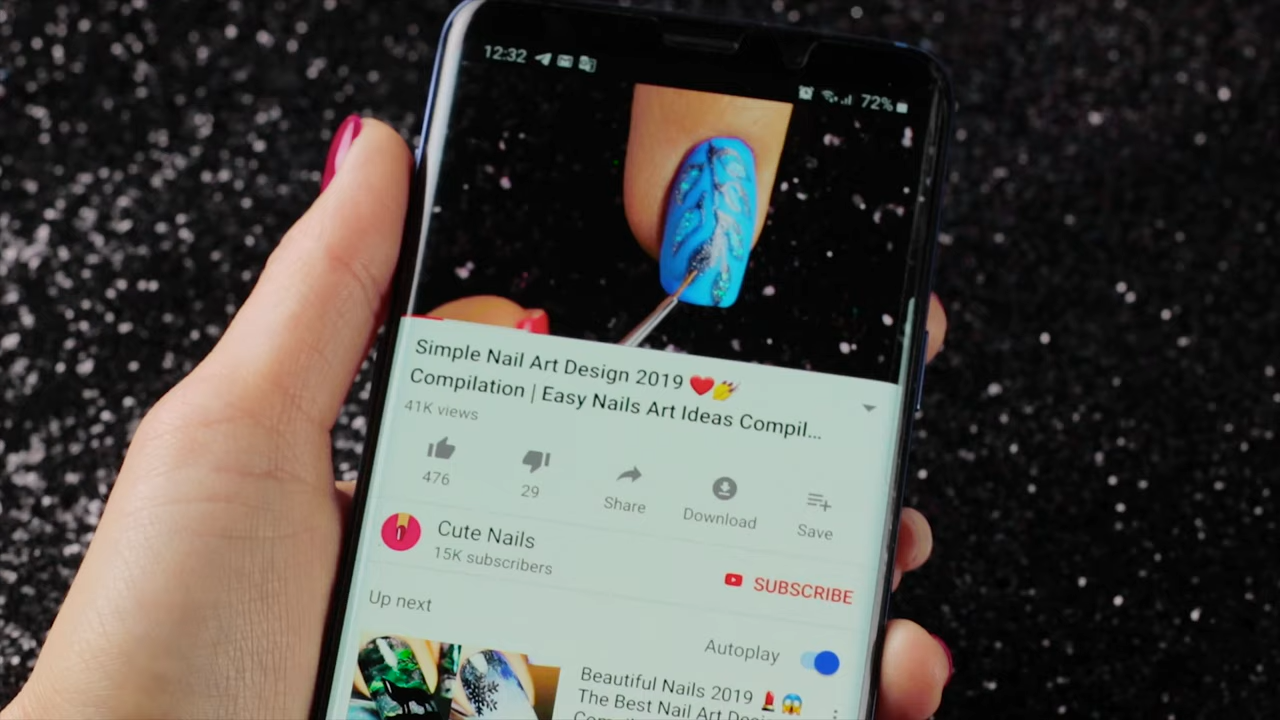 12:32
72%
Simple Nail Art Design 2019 ❤️💅
Compilation | Easy Nails Art Ideas Compil...
41K views
476
29
Share
Download
Save
Cute Nails
15K subscribers
SUBSCRIBE
Up next
Autoplay
Beautiful Nails 2019 💄😱
The Best Nail Art Desi